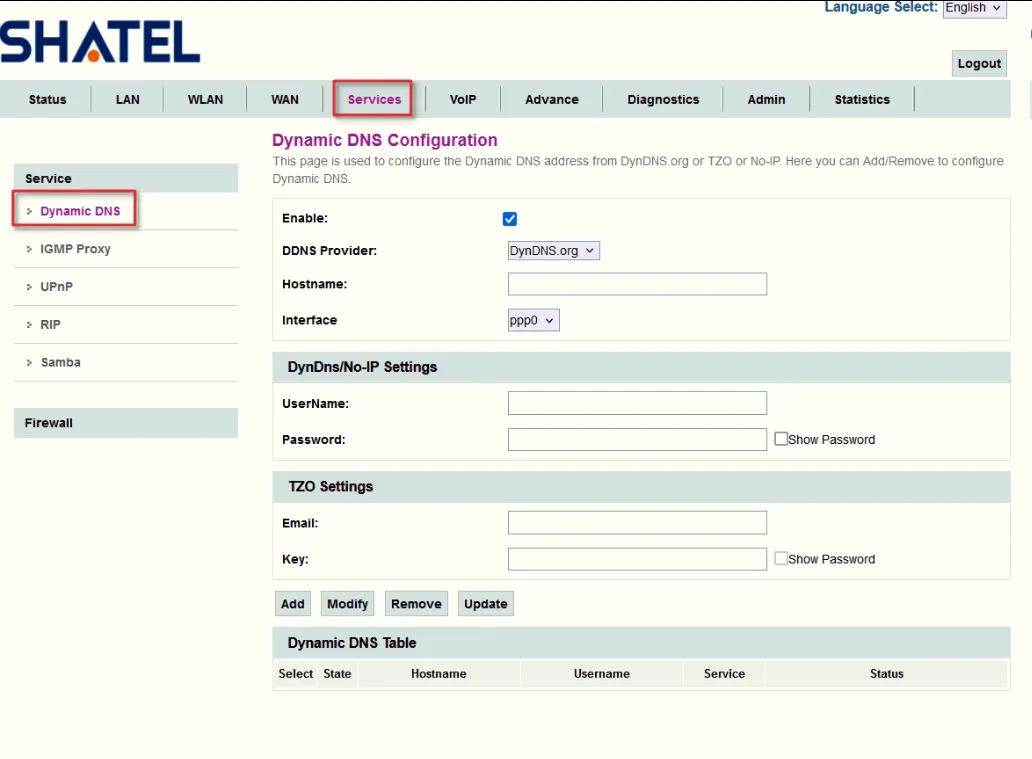 Language Select: English
SHATEL
Logout
Status LAN WLAN WAN Services VoIP Advance Diagnostics Admin Statistics
Dynamic DNS Configuration
This page is used to configure the Dynamic DNS address from DynDNS.org or TZO or No-IP. Here you can Add/Remove to configure
Dynamic DNS.
Service
Dynamic DNS
IGMP Proxy
UPnP
RIP
Samba
Firewall
Enable:
DDNS Provider: DynDNS.org
Hostname:
Interface ppp0
DynDns/No-IP Settings
UserName:
Password: Show Password
TZO Settings
Email:
Key: Show Password
Add Modify Remove Update
Dynamic DNS Table
Select State Hostname Username Service Status